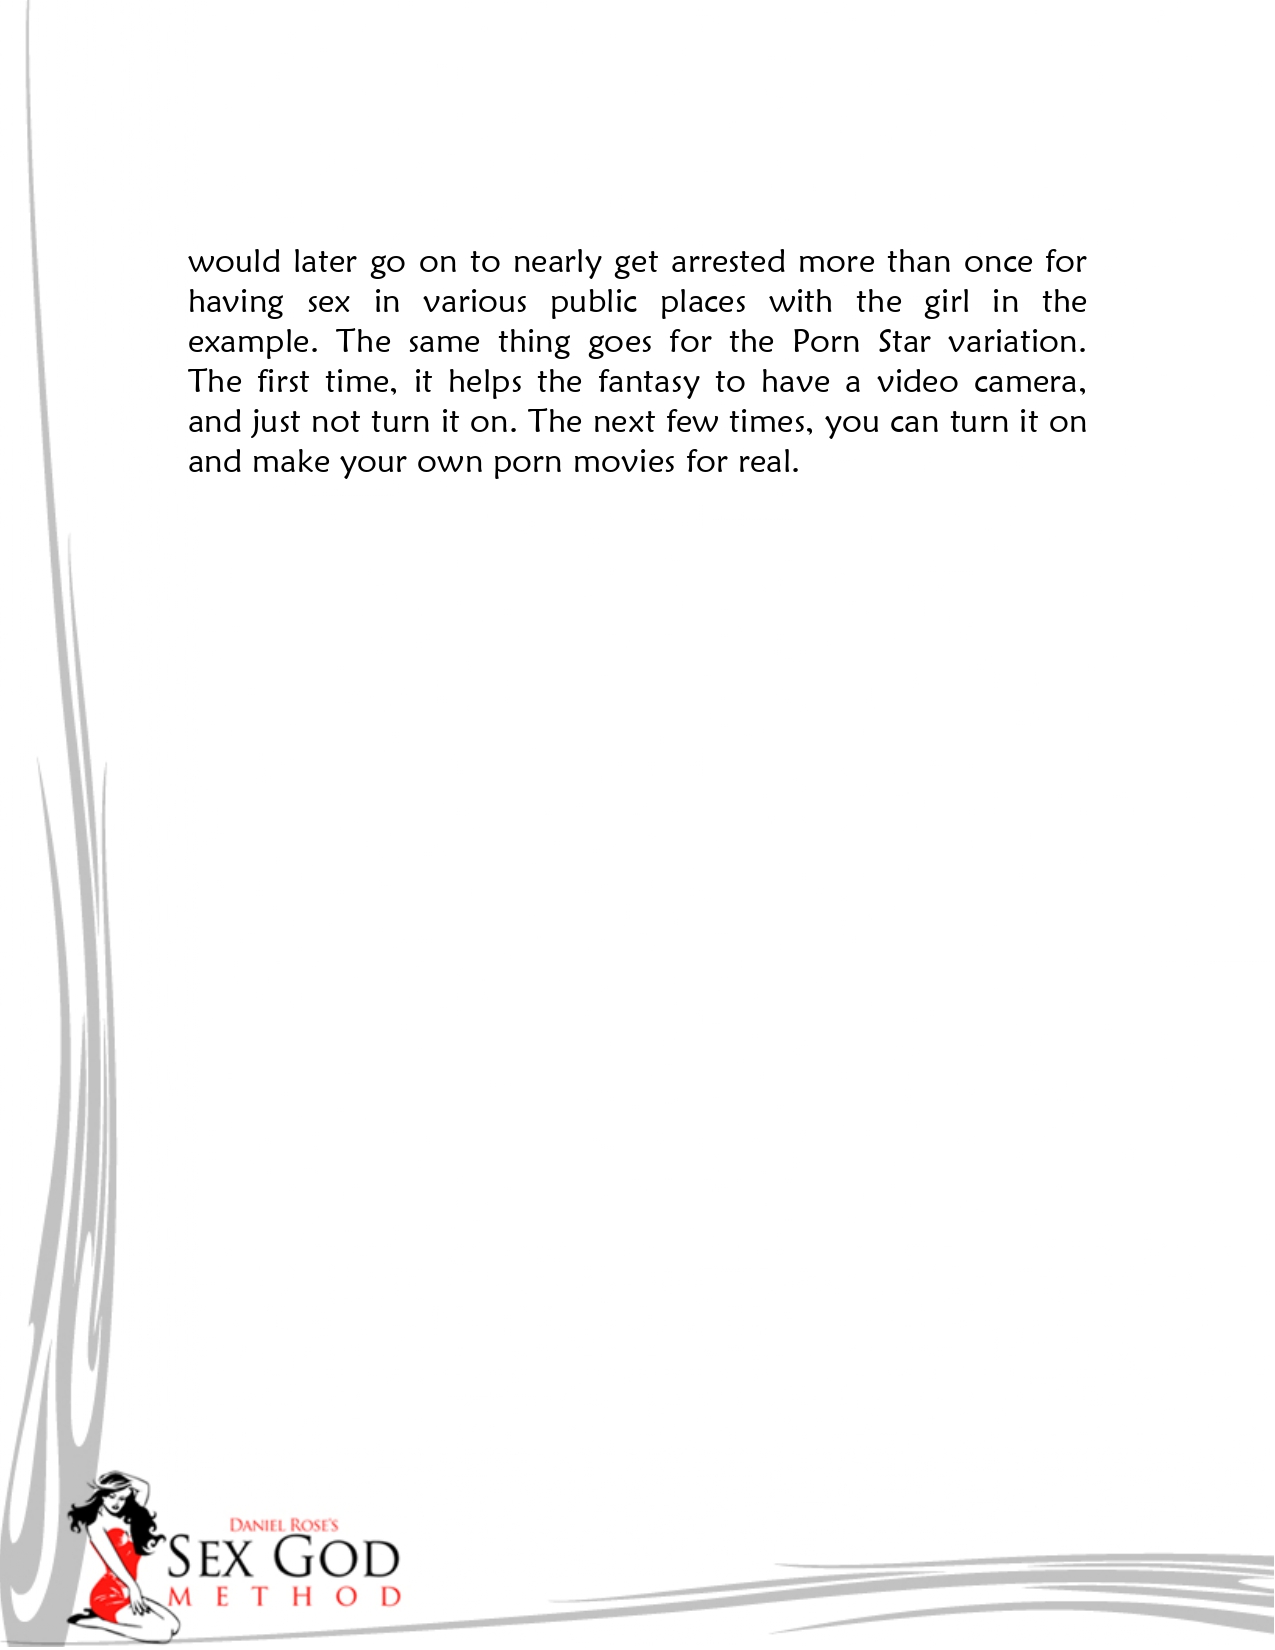 would later go on to nearly get arrested more than once for
having sex in various public places with the girl in the
example. The same thing goes for the Porn Star variation.
The first time, it helps the fantasy to have a video camera,
and just not turn it on. The next few times, you can turn it on
and make your own porn movies for real.
DANIEL ROSE'S
SEX GOD
METHOD